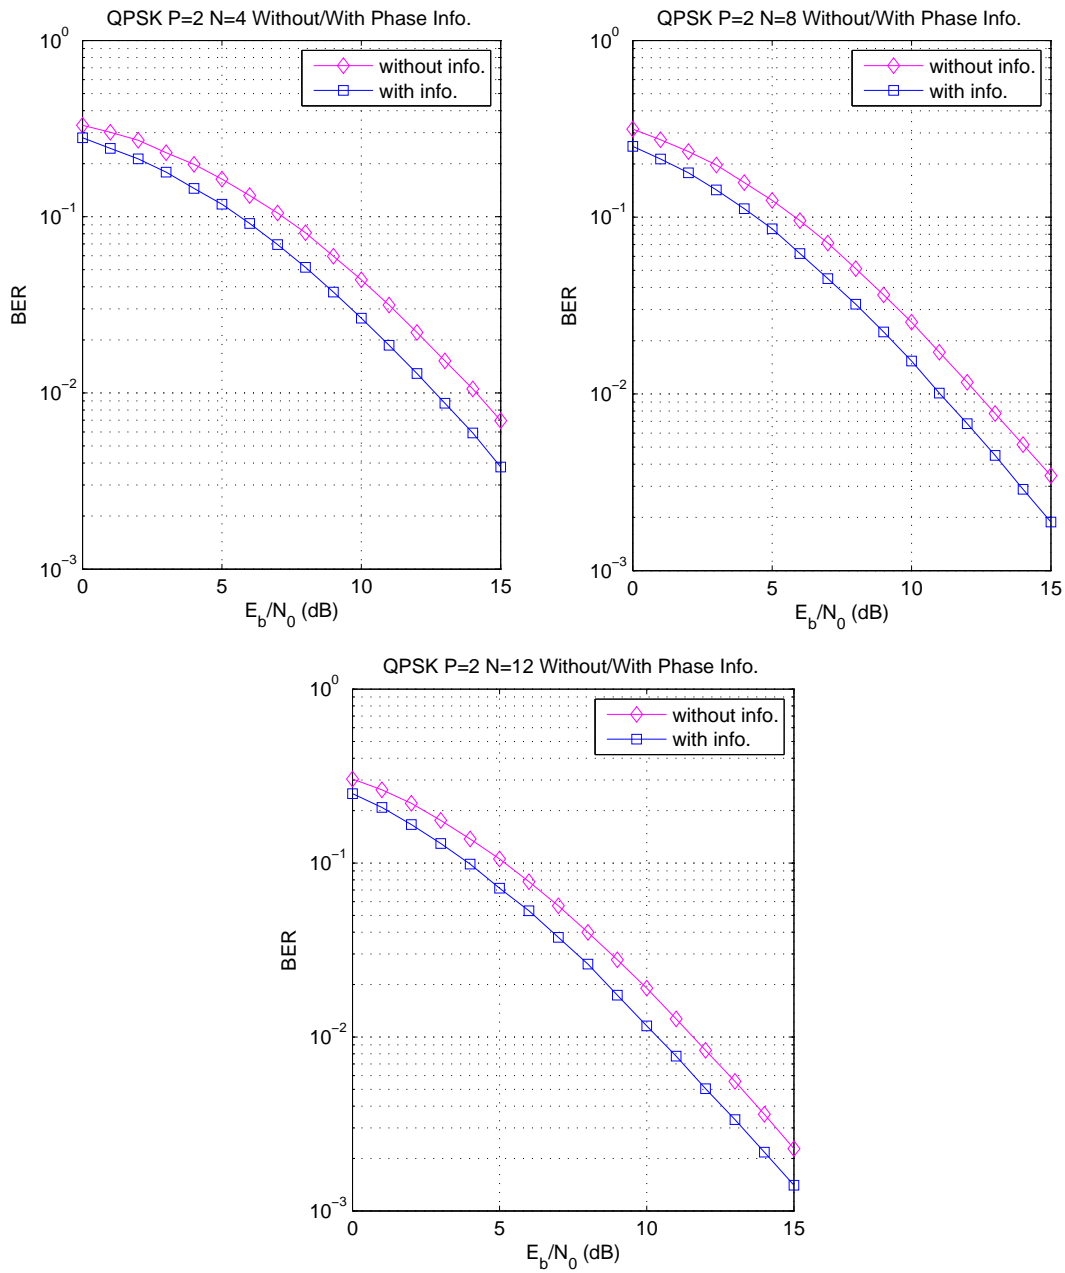 QPSK P=2 N=4 Without/With Phase Info.
10^0
10^−1
10^−2
10^−3
BER
without info.
with info.
0 5 10 15
E_b/N_0 (dB)
QPSK P=2 N=8 Without/With Phase Info.
10^0
10^−1
10^−2
10^−3
BER
without info.
with info.
0 5 10 15
E_b/N_0 (dB)
QPSK P=2 N=12 Without/With Phase Info.
10^0
10^−1
10^−2
10^−3
BER
without info.
with info.
0 5 10 15
E_b/N_0 (dB)